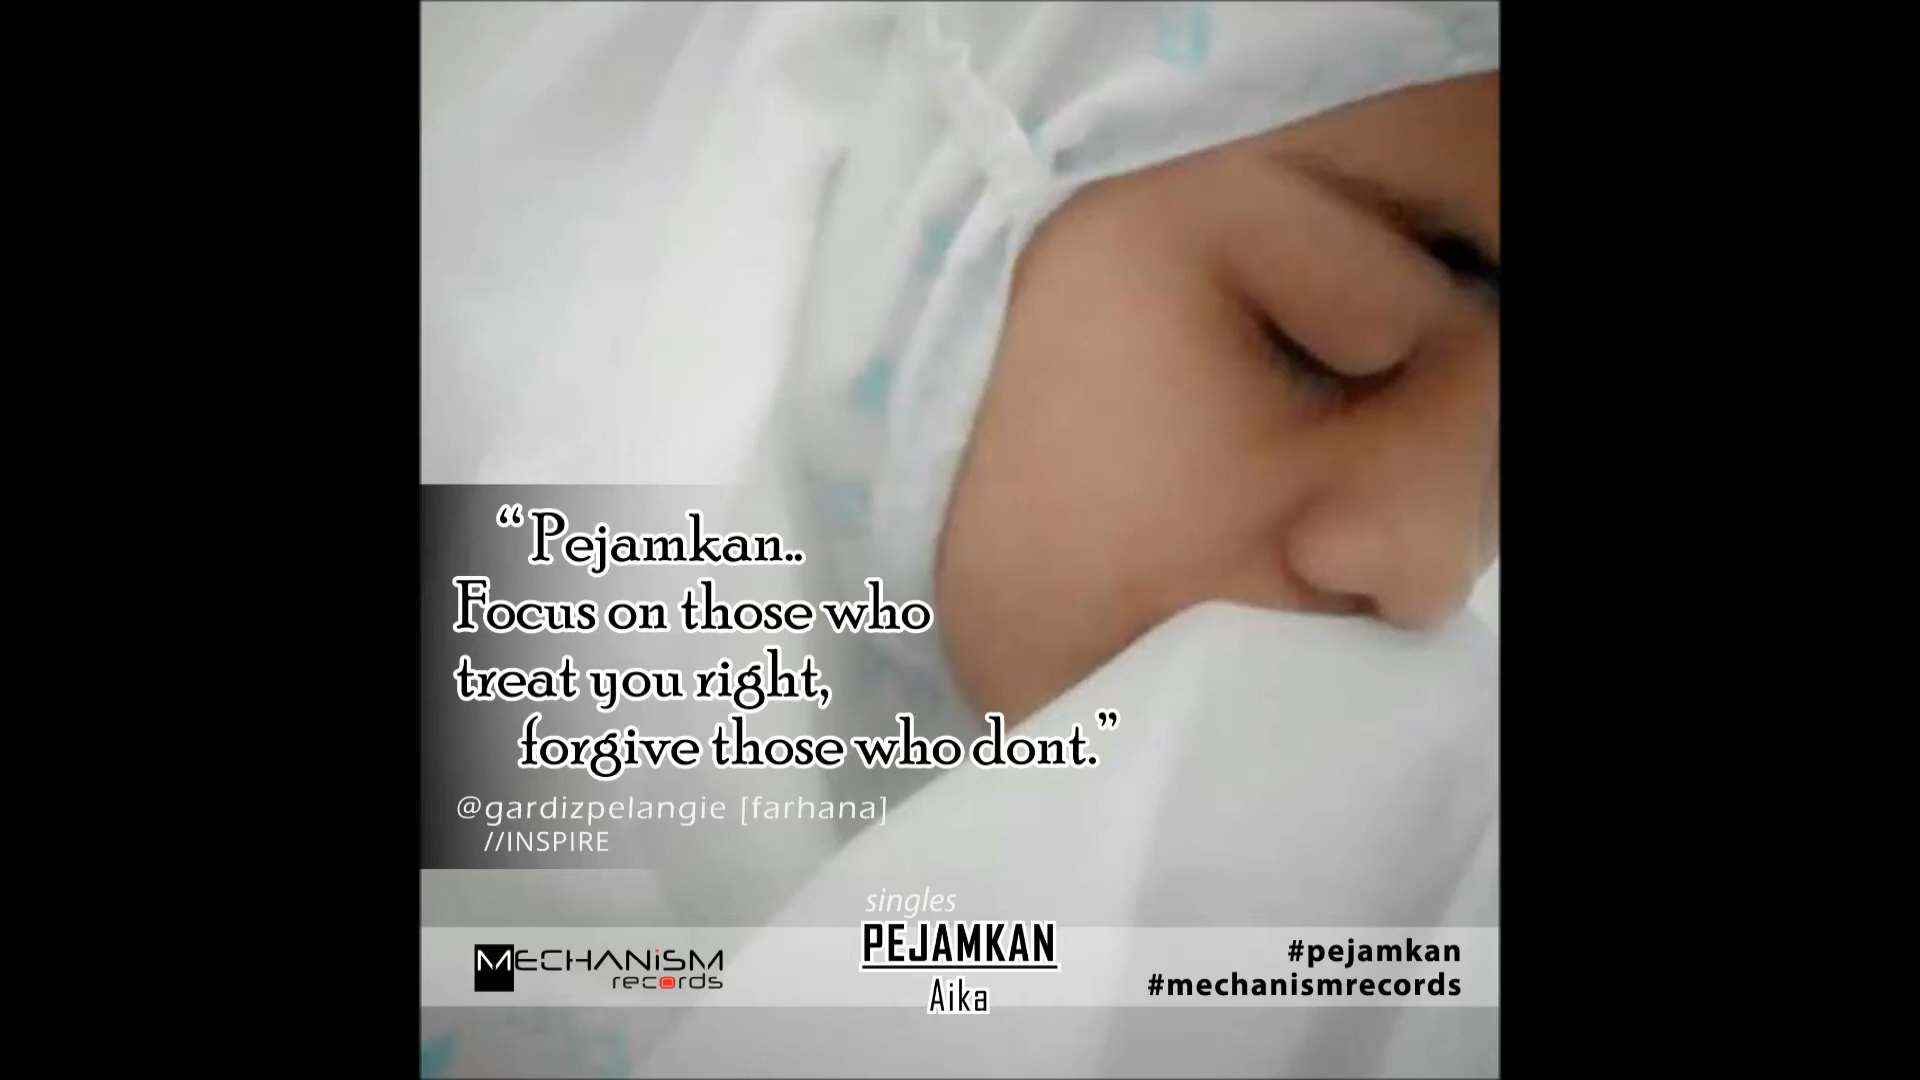 “Pejamkan..
Focus on those who
treat you right,
forgive those who dont.”
@gardizpelangie [farhana]
//INSPIRE
singles
PEJAMKAN
Aika
MECHANiSM
records
#pejamkan
#mechanismrecords